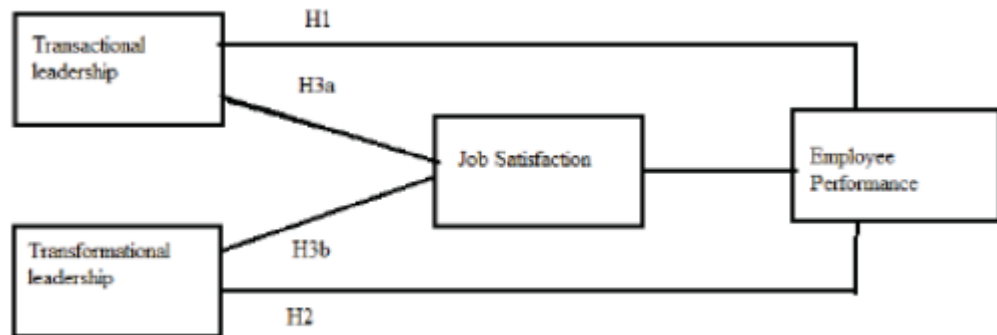 H1
Transactional
leadership
H3a
Job Satisfaction
Employee
Performance
Transformational
leadership
H3b
H2